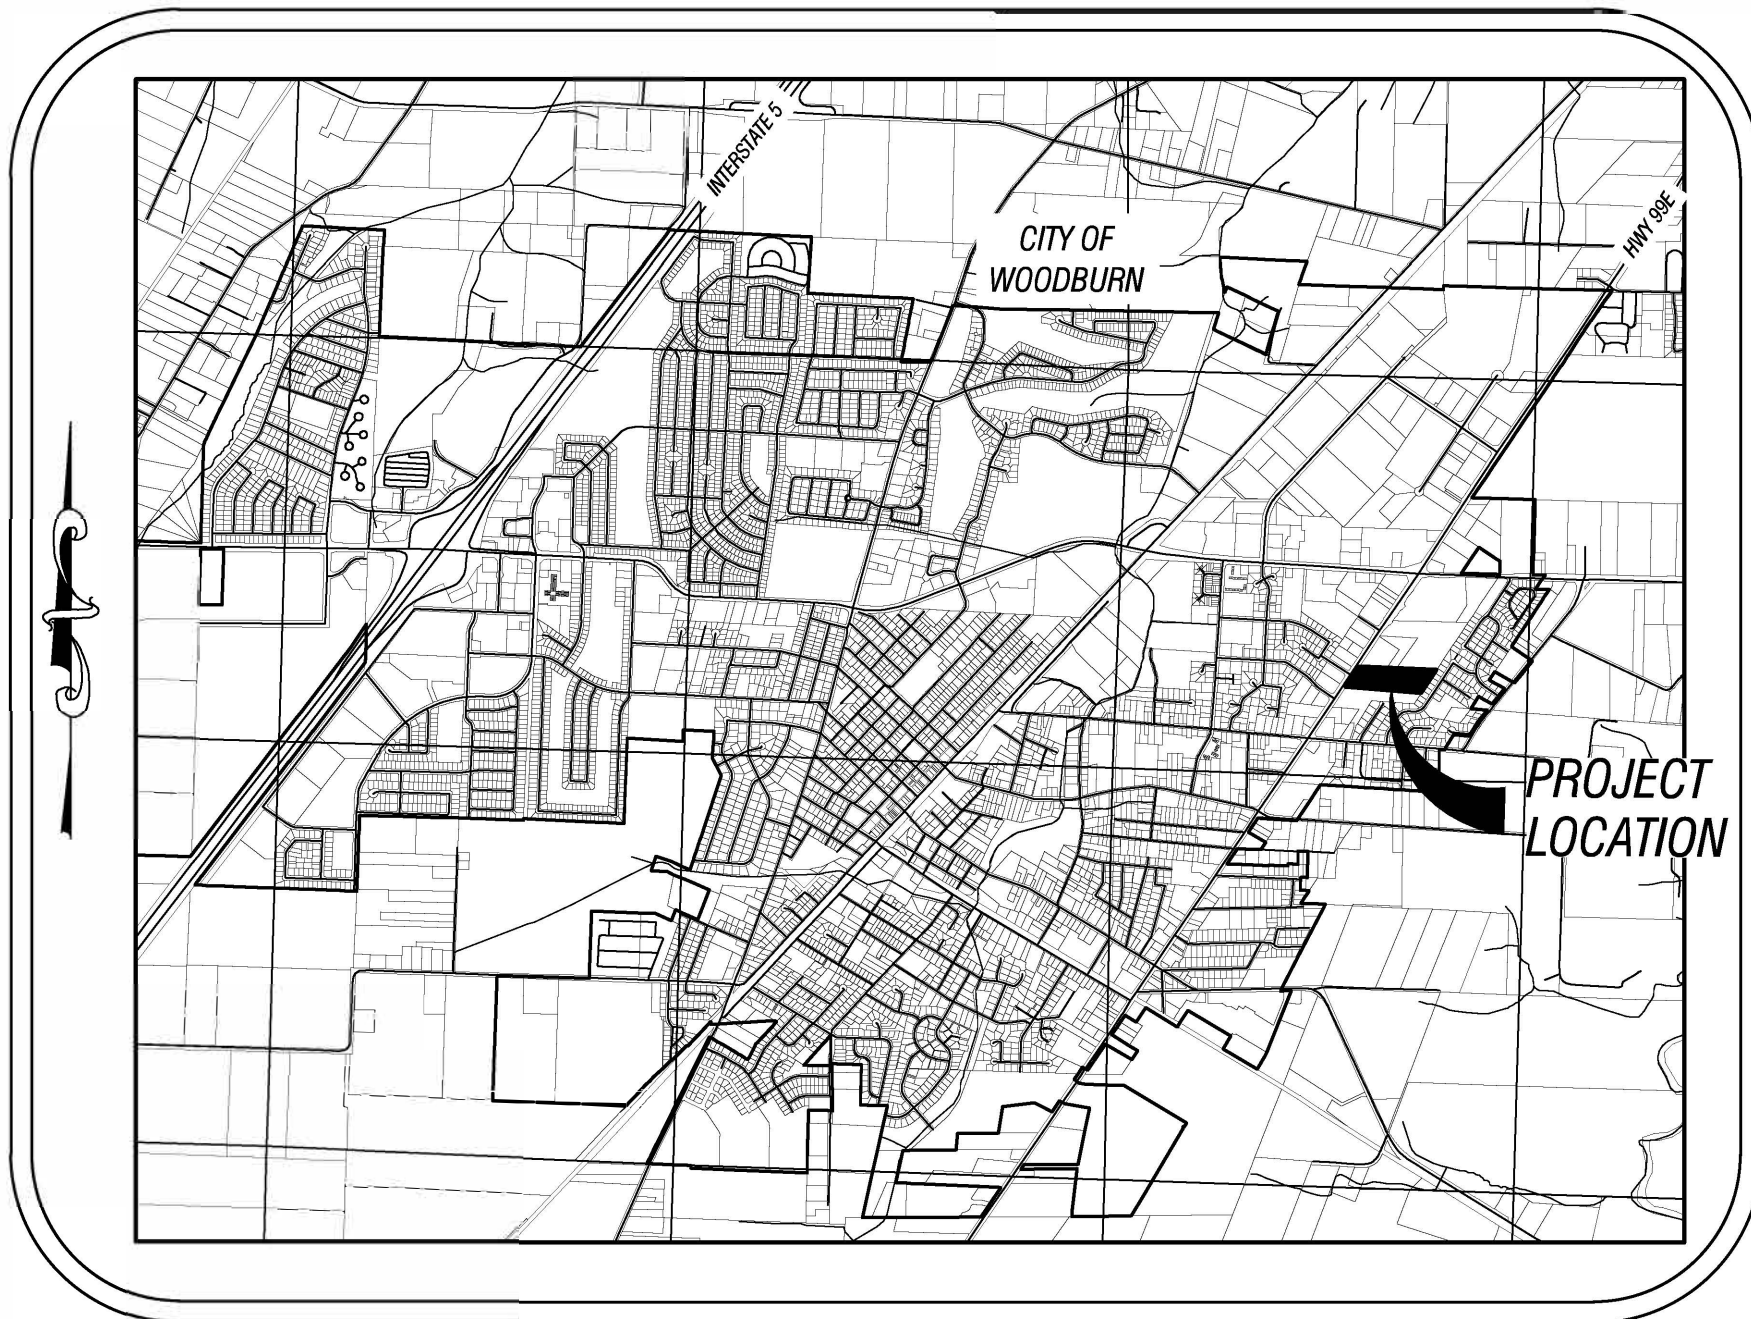 INTERSTATE 5
CITY OF
WOODBURN
HWY 99E
PROJECT
LOCATION